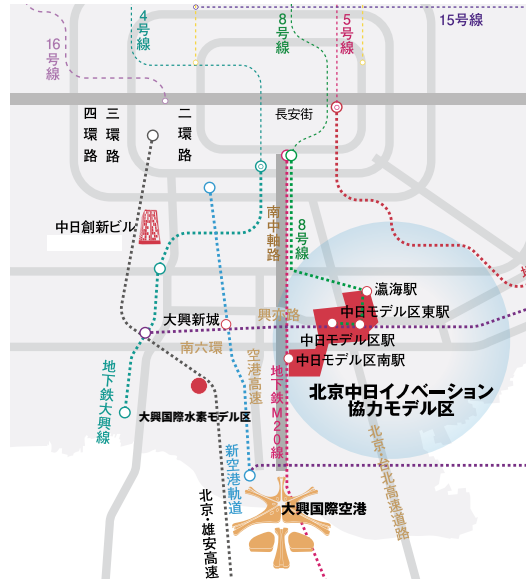 4号線
8号線
5号線
15号線
16号線
長安街
四環路
三環路
二環路
中日創新ビル
南中軸路
8号線
瀛海駅
大興新城
興亦路
中日モデル区東駅
中日モデル区駅
南六環
空港高速
中日モデル区南駅
地下鉄大興線
地下鉄M20線
北京中日イノベーション
協力モデル区
大興国際水素モデル区
北京・台北高速道路
新空港軌道
北京・雄安高速
大興国際空港